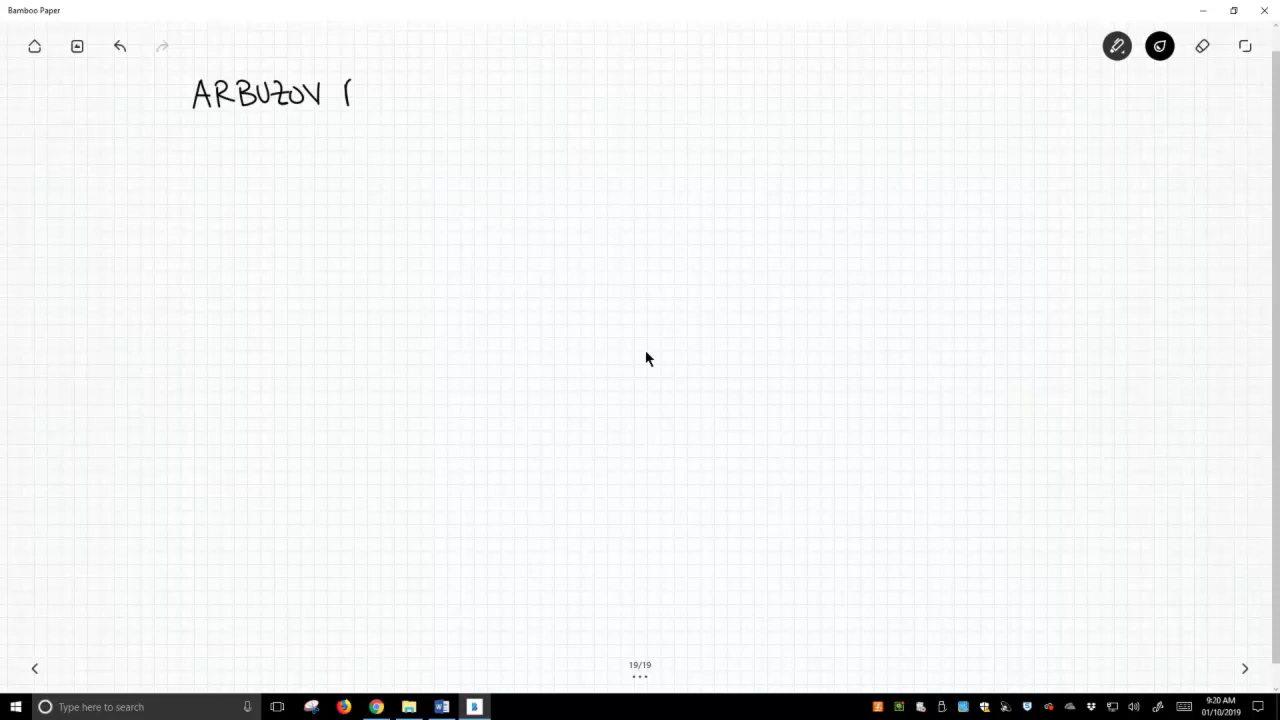 Bamboo Paper
ARBUZOV
19/19
Type here to search
9:20 AM
01/10/2019